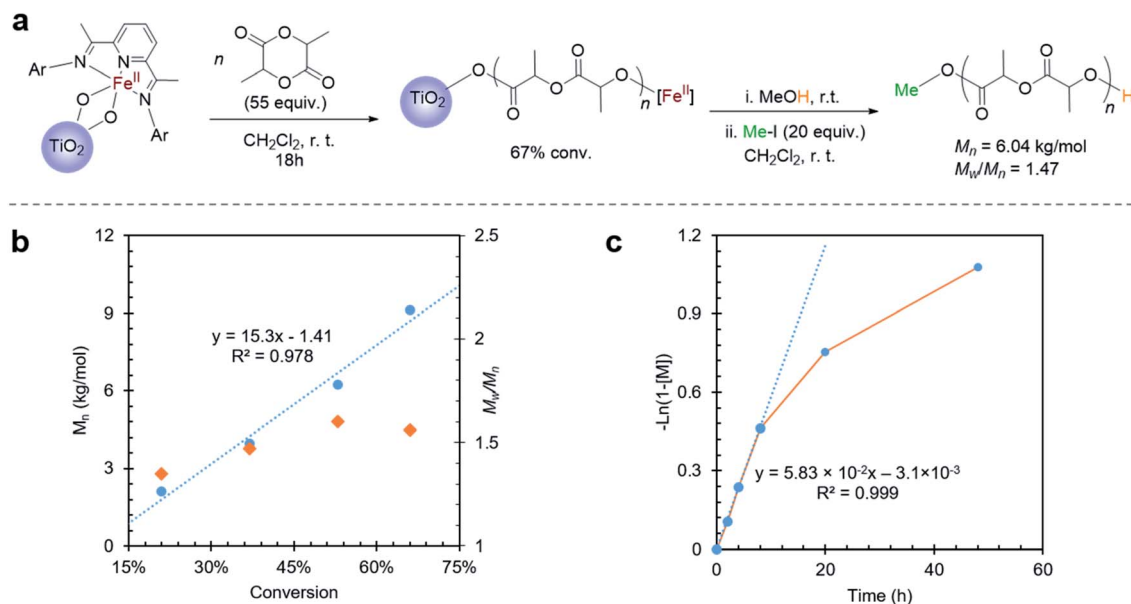 a
Ar
N
N
N
Fe^II
O
O
Ar
TiO2
n
O
O
O
O
(55 equiv.)
CH2Cl2, r. t.
18h
TiO2
O
O
O
O
O
n
[Fe^II]
67% conv.
i. MeOH, r.t.
ii. Me-I (20 equiv.)
CH2Cl2, r. t.
Me
O
O
O
O
O
n
H
Mn = 6.04 kg/mol
Mw/Mn = 1.47
b
12
9
6
3
0
Mn (kg/mol)
y = 15.3x - 1.41
R² = 0.978
2.5
2
1.5
1
Mw/Mn
15%
30%
45%
60%
75%
Conversion
c
1.2
0.9
0.6
0.3
0
-Ln(1-[M])
y = 5.83 × 10⁻²x – 3.1×10⁻³
R² = 0.999
0
20
40
60
Time (h)